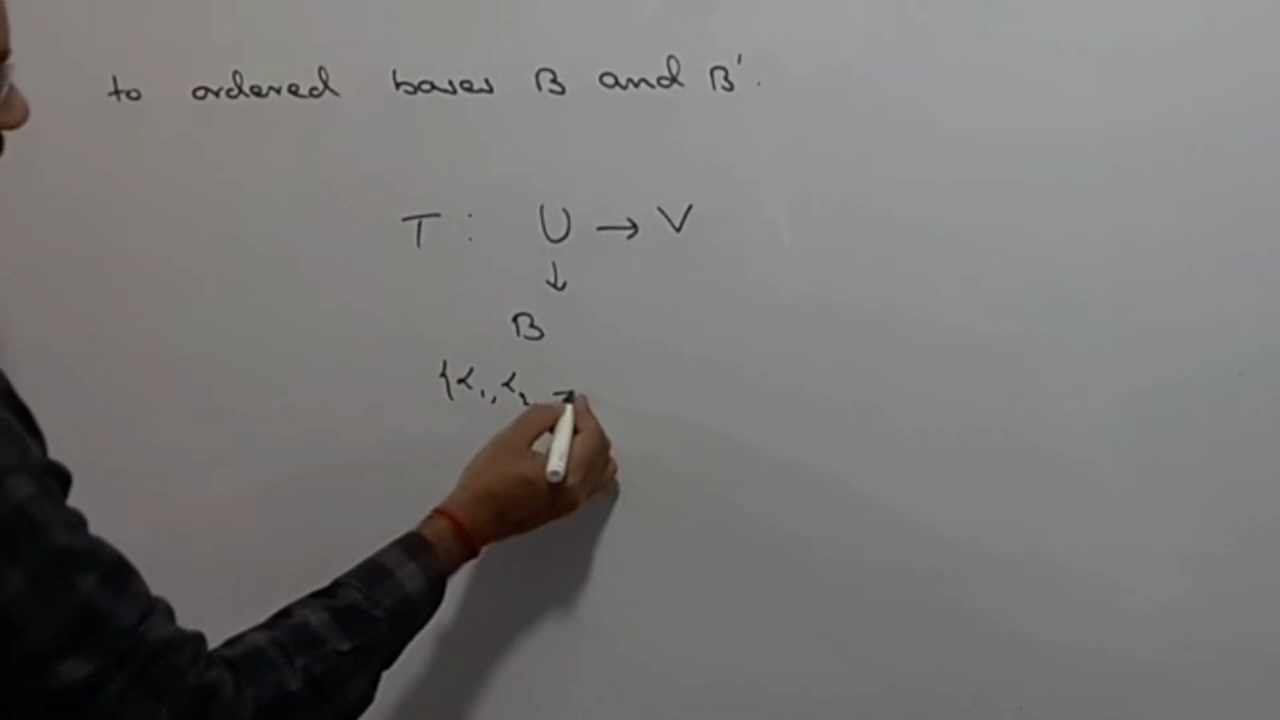 to ordered bases B and B'.
T : U → V
↓
B
{α₁, α₂ -